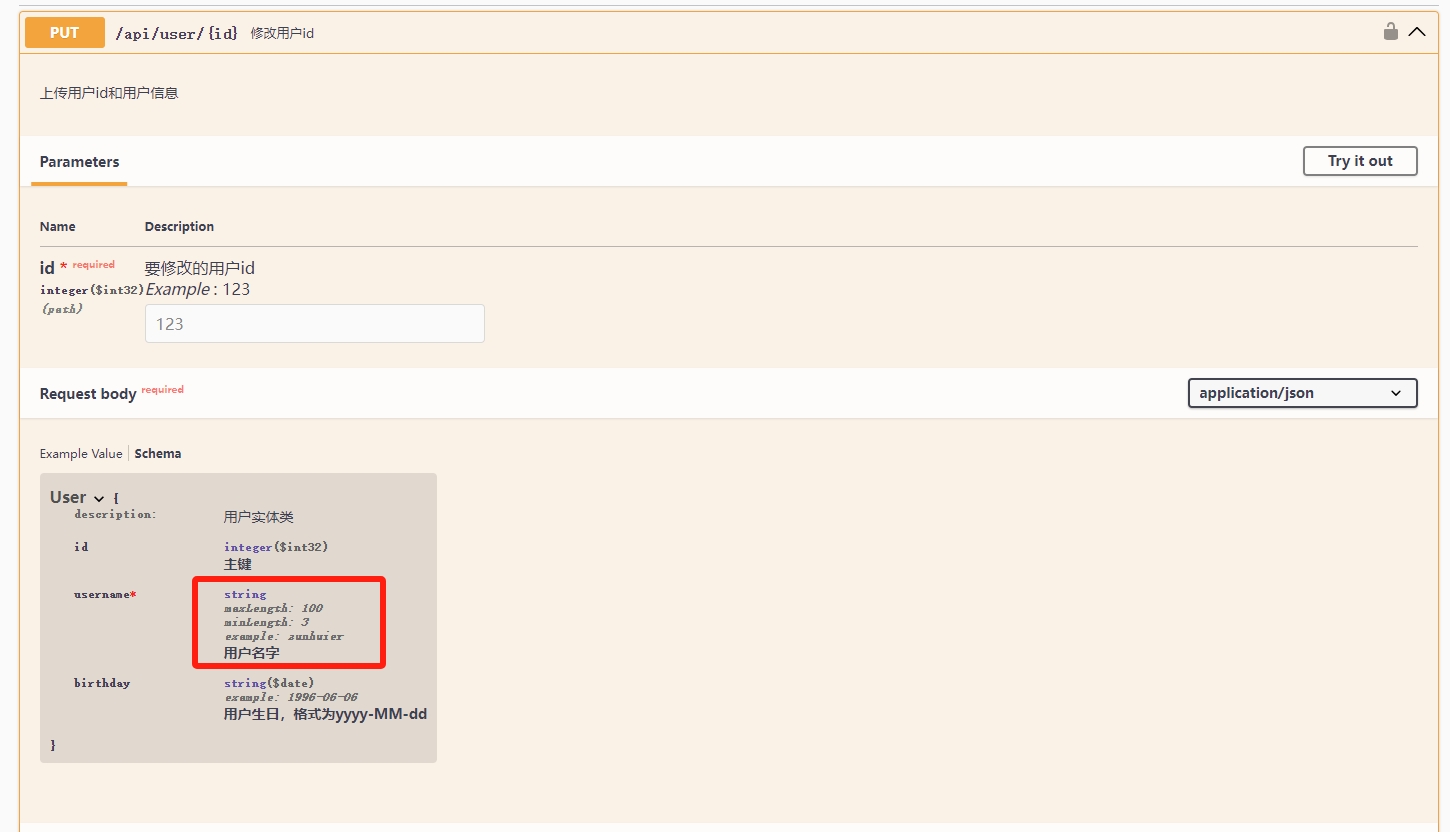 PUT /api/user/{id} 修改用户id
上传用户id和用户信息
Parameters Try it out
Name Description
id * required 要修改的用户id
integer($int32) Example : 123
(path)
123
Request body required application/json
Example Value Schema
User {
description: 用户实体类
id integer($int32)
主键
username* string
maxLength: 100
minLength: 3
example: zunhuier
用户名字
birthday string($date)
example: 1996-06-06
用户生日，格式为yyyy-MM-dd
}